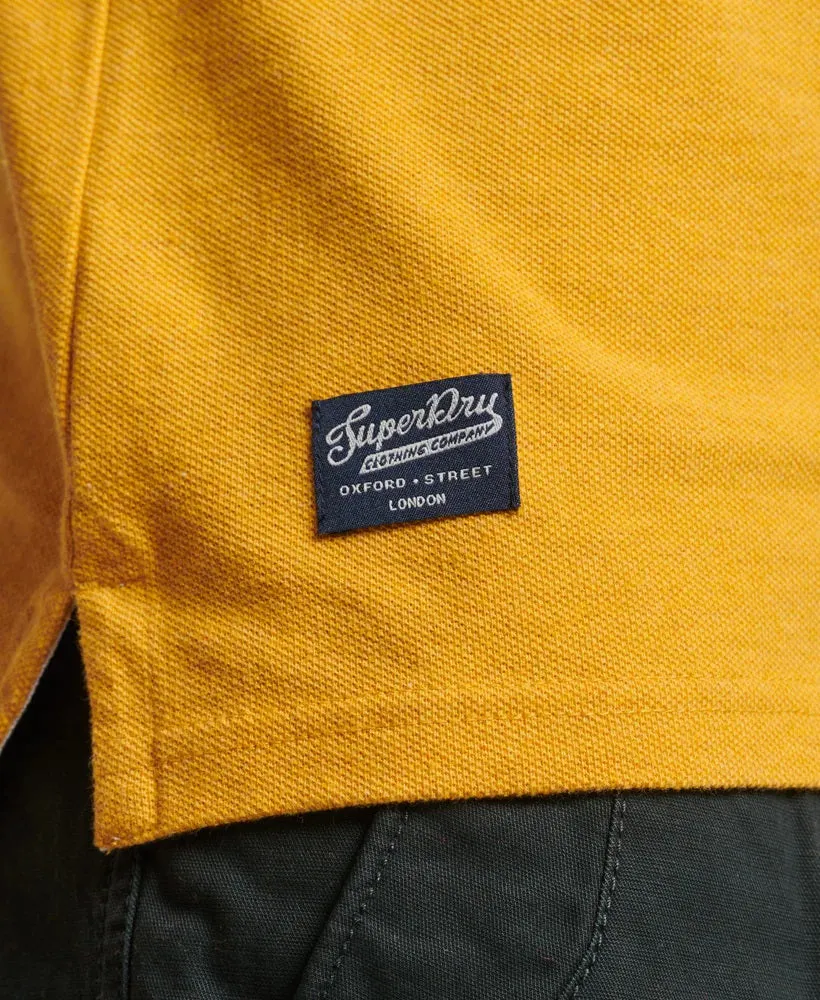 SuperDry
CLOTHING COMPANY
OXFORD • STREET
LONDON